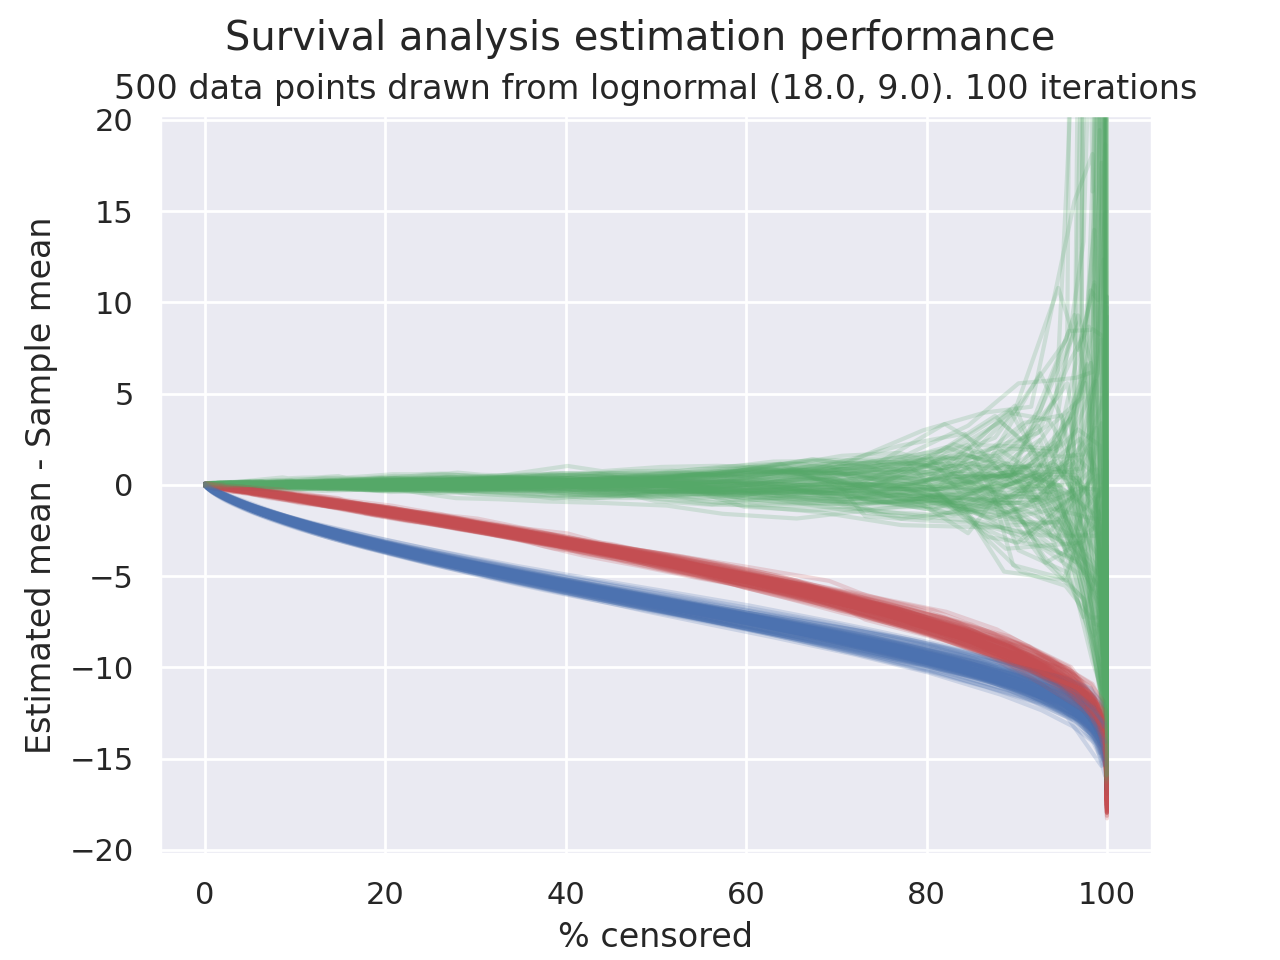 Survival analysis estimation performance
500 data points drawn from lognormal (18.0, 9.0). 100 iterations
Estimated mean - Sample mean
20
15
10
5
0
−5
−10
−15
−20
0 20 40 60 80 100
% censored